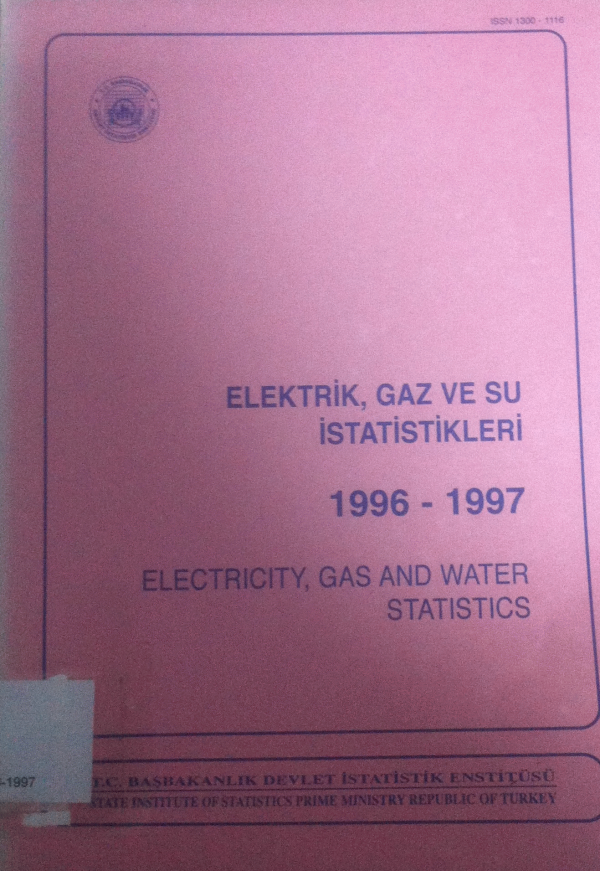 ISSN 1300 - 1116
ELEKTRİK, GAZ VE SU
İSTATİSTİKLERİ
1996 - 1997
ELECTRICITY, GAS AND WATER
STATISTICS
-1997
T.C. BAŞBAKANLIK DEVLET İSTATİSTİK ENSTİTÜSÜ
STATE INSTITUTE OF STATISTICS PRIME MINISTRY REPUBLIC OF TURKEY